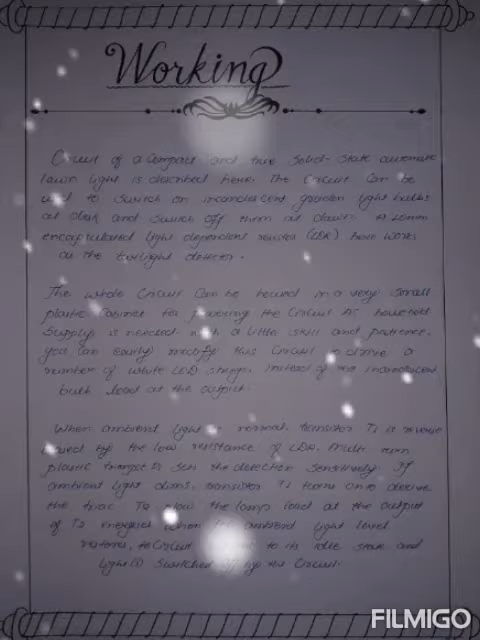 Working
Circuit of a Compact and true Solid-State automatic
lawn light is described here. The Circuit Can be
used to Switch on incandescent garden light bulbs
at dusk and Switch off them at dawn. A 10mm
encapsulated light dependent resistor (LDR) here works
as the twilight detector.
The whole Circuit Can be housed in a very Small
plastic Cabinet for powering the Circuit AC household
Supply is needed. with a little skill and patience,
you can easily modify this Circuit to drive a
number of white LED strings instead of the incandescent
bulb load at the output.
When ambient light is normal, transistor T1 is reverse
biased by the low resistance of LDR. Multi turn
plastic Sets the detection Sensitivity. If
ambient light dims, transistor T1 turns on to
the triac. To the lamp load at the output
of T2 energises When the ambient light level
restores, the Circuit to its idle state and
light(s) Switched off the Circuit.
FILMIGO